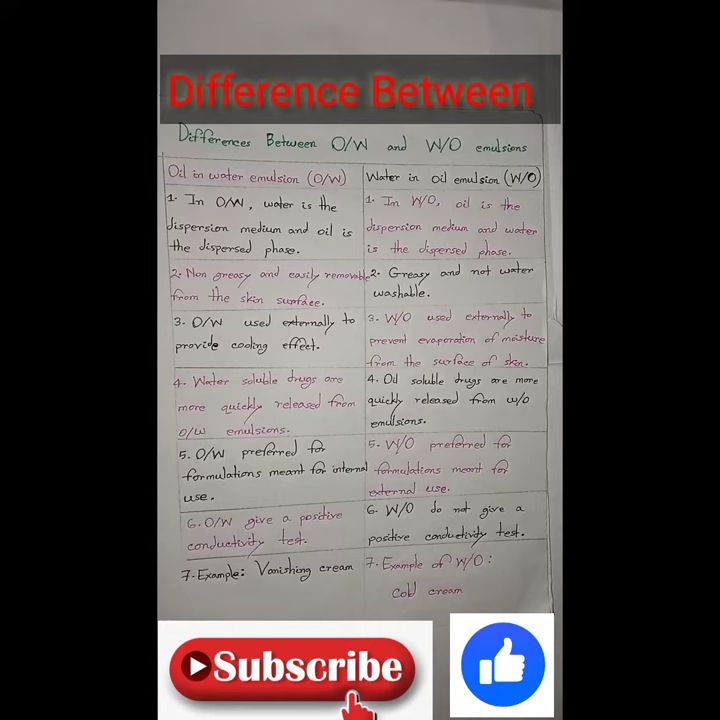 Difference Between
Differences Between O/W and W/O emulsions
Oil in water emulsion (O/W)
1. In O/W, water is the
dispersion medium and oil is
the dispersed phase.
2. Non greasy and easily removable
from the skin surface.
3. O/W used externally to
provide cooling effect.
4. Water soluble drugs are
more quickly released from
O/W emulsions.
5. O/W preferred for
formulations meant for internal
use.
6. O/W give a positive
conductivity test.
7. Example: Vanishing cream
Water in oil emulsion (W/O)
1. In W/O, oil is the
dispersion medium and water
is the dispersed phase.
2. Greasy and not water
washable.
3. W/O used externally to
prevent evaporation of moisture
from the surface of skin.
4. Oil soluble drugs are more
quickly released from w/o
emulsions.
5. W/O preferred for
formulations meant for
external use.
6. W/O do not give a
positive conductivity test.
7. Example of W/O:
Cold cream
Subscribe